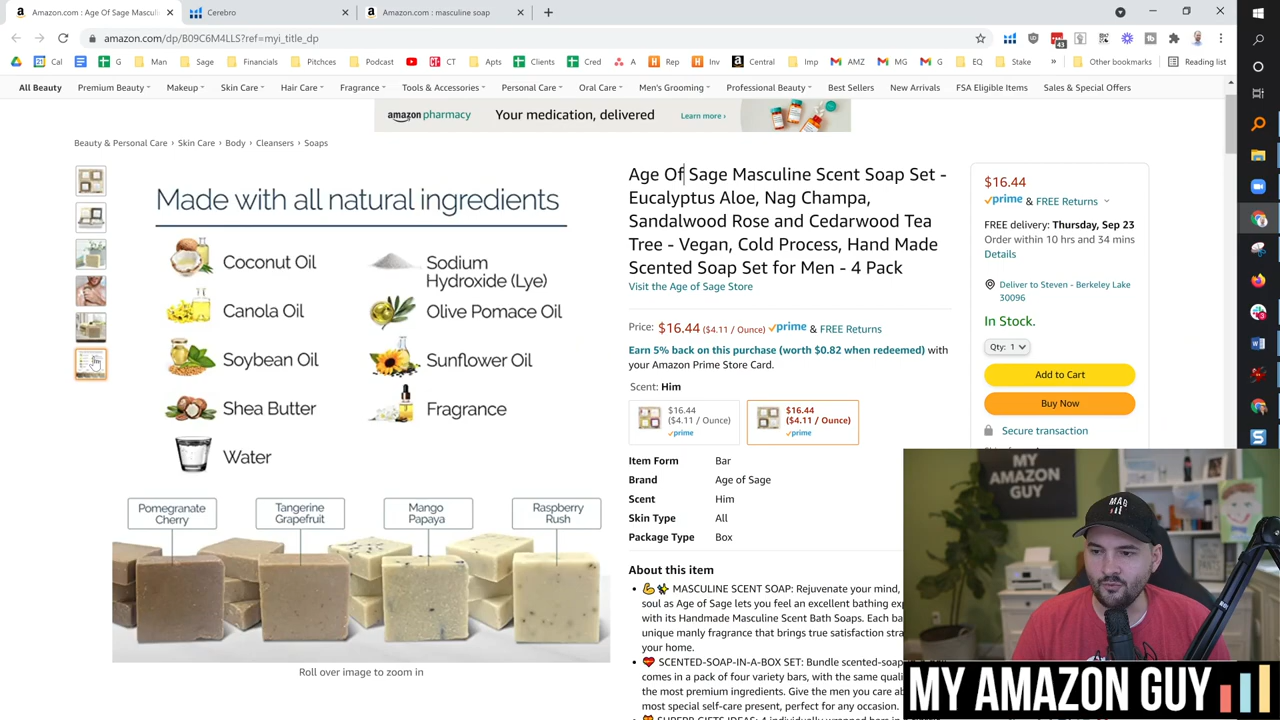 Amazon.com: Age Of Sage Masculi
Cerebro
Amazon.com : masculine soap
amazon.com/dp/B09C6M4LLS?ref=myi_title_dp
43
Cal
G
Man
Sage
Financials
Pitchces
Podcast
CT
Apts
Clients
Cred
A
Rep
Inv
Central
Imp
AMZ
MG
G
EQ
Stake
»
Other bookmarks
Reading list
All Beauty
Premium Beauty
Makeup
Skin Care
Hair Care
Fragrance
Tools & Accessories
Personal Care
Oral Care
Men's Grooming
Professional Beauty
Best Sellers
New Arrivals
FSA Eligible Items
Sales & Special Offers
amazon pharmacy
Your medication, delivered
Learn more ›
Beauty & Personal Care › Skin Care › Body › Cleansers › Soaps
Made with all natural ingredients
Coconut Oil
Sodium
Hydroxide (Lye)
Canola Oil
Olive Pomace Oil
Soybean Oil
Sunflower Oil
Shea Butter
Fragrance
Water
Pomegranate
Cherry
Tangerine
Grapefruit
Mango
Papaya
Raspberry
Rush
Roll over image to zoom in
Age Of Sage Masculine Scent Soap Set -
Eucalyptus Aloe, Nag Champa,
Sandalwood Rose and Cedarwood Tea
Tree - Vegan, Cold Process, Hand Made
Scented Soap Set for Men - 4 Pack
Visit the Age of Sage Store
Price: $16.44 ($4.11 / Ounce) prime & FREE Returns
Earn 5% back on this purchase (worth $0.82 when redeemed) with
your Amazon Prime Store Card.
Scent: Him
$16.44
($4.11 / Ounce)
prime
$16.44
($4.11 / Ounce)
prime
Item Form Bar
Brand Age of Sage
Scent Him
Skin Type All
Package Type Box
About this item
• MASCULINE SCENT SOAP: Rejuvenate your mind,
soul as Age of Sage lets you feel an excellent bathing
with its Handmade Masculine Scent Bath Soaps. Each
unique manly fragrance that brings true satisfaction
your home.
• SCENTED-SOAP-IN-A-BOX SET: Bundle
comes in a pack of four variety bars, with the same
the most premium ingredients. Give the men you care
most special self-care present, perfect for any occasion.
$16.44
prime & FREE Returns
FREE delivery: Thursday, Sep 23
Order within 10 hrs and 34 mins
Details
Deliver to Steven - Berkeley Lake
30096
In Stock.
Qty: 1
Add to Cart
Buy Now
Secure transaction
MY
AMAZON
GUY
MAG
MY AMAZON GUY